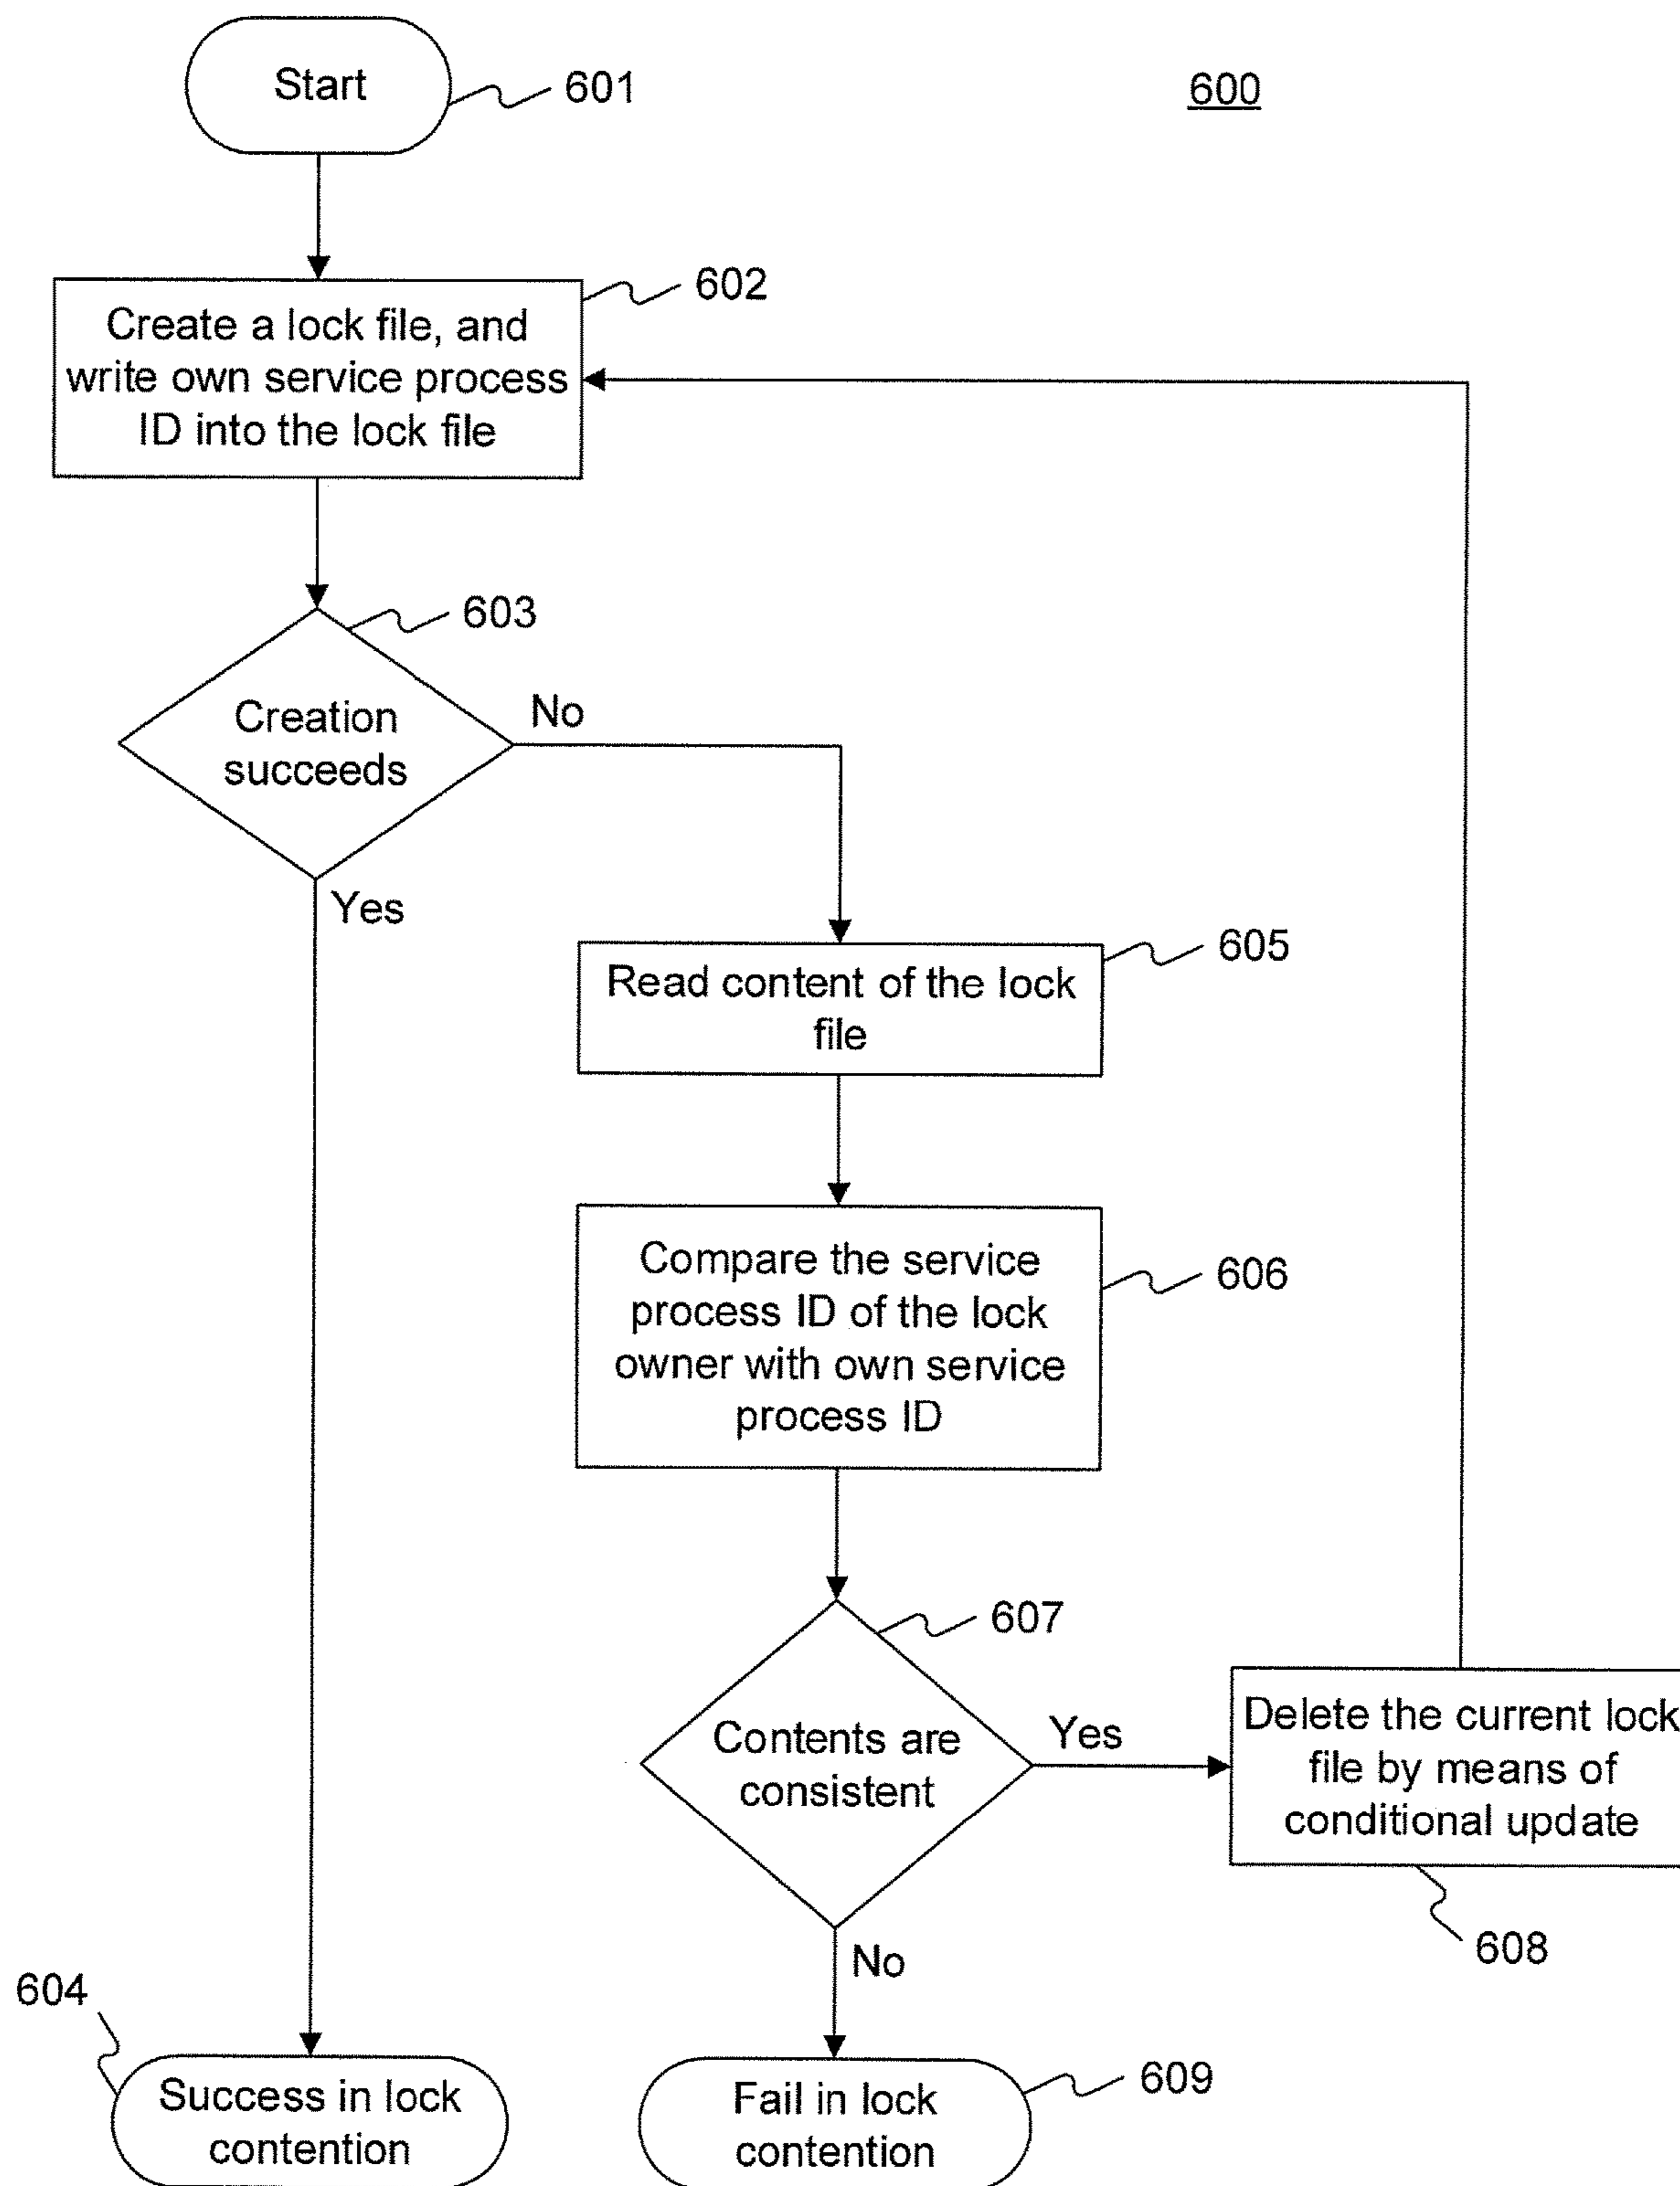 Start
601
600
602
Create a lock file, and
write own service process
ID into the lock file
603
Creation
succeeds
No
Yes
605
Read content of the lock
file
606
Compare the service
process ID of the lock
owner with own service
process ID
607
Contents are
consistent
Yes
Delete the current lock
file by means of
conditional update
608
No
604
Success in lock
contention
Fail in lock
contention
609